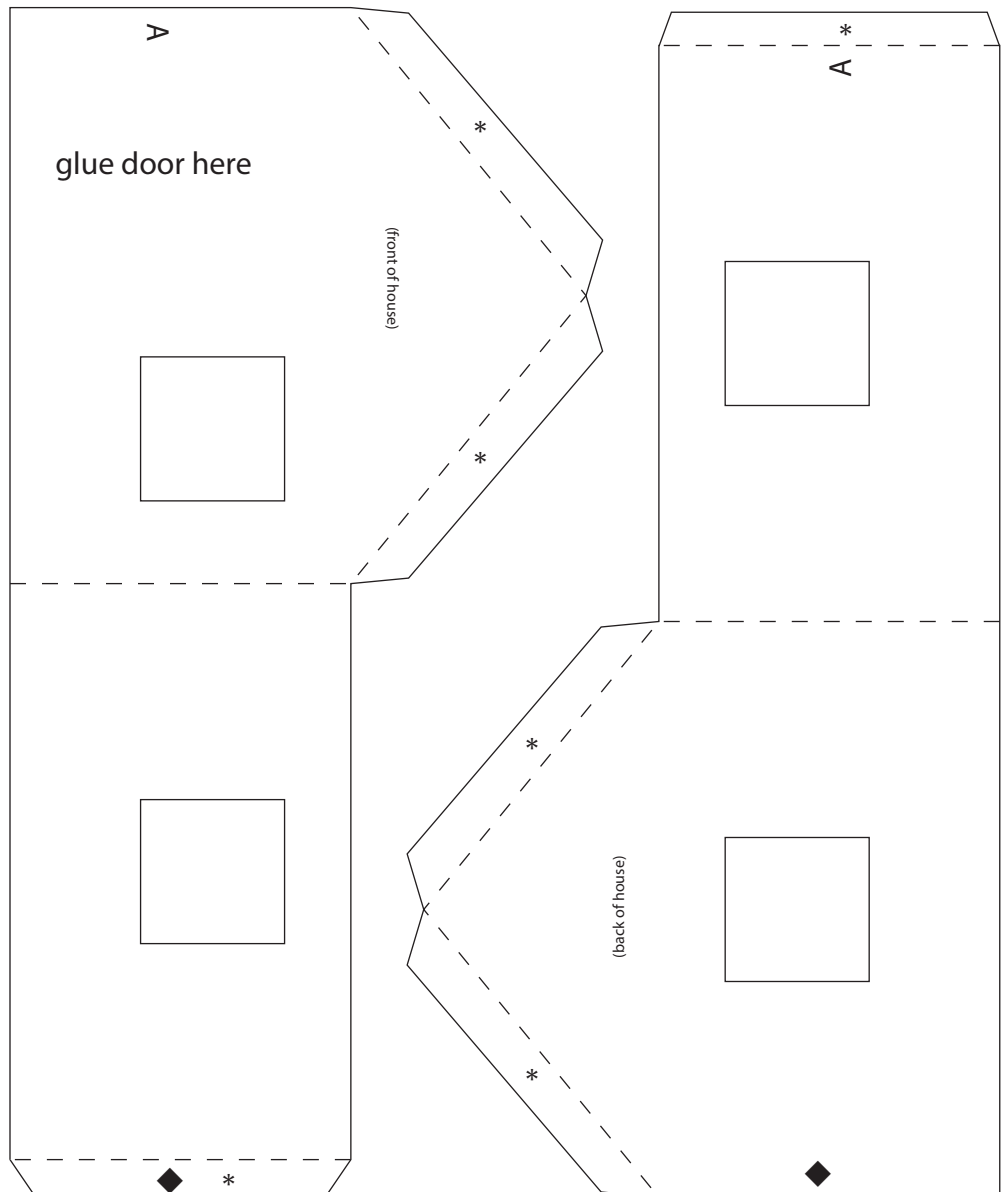 A
glue door here
(front of house)
*
*
◆ *
*
A
*
(back of house)
*
◆